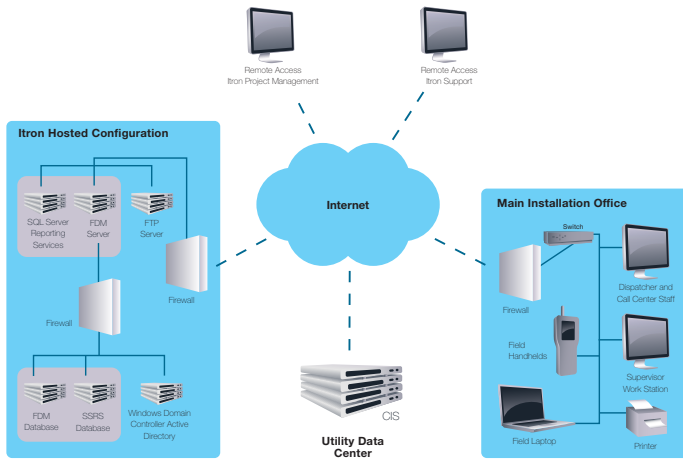 Remote Access
Itron Project Management
Remote Access
Itron Support
Itron Hosted Configuration
SQL Server
Reporting
Services
FDM
Server
FTP
Server
Firewall
Firewall
FDM
Database
SSRS
Database
Windows Domain
Controller Active
Directory
Internet
CIS
Utility Data
Center
Main Installation Office
Switch
Firewall
Dispatcher and
Call Center Staff
Field
Handhelds
Supervisor
Work Station
Field Laptop
Printer